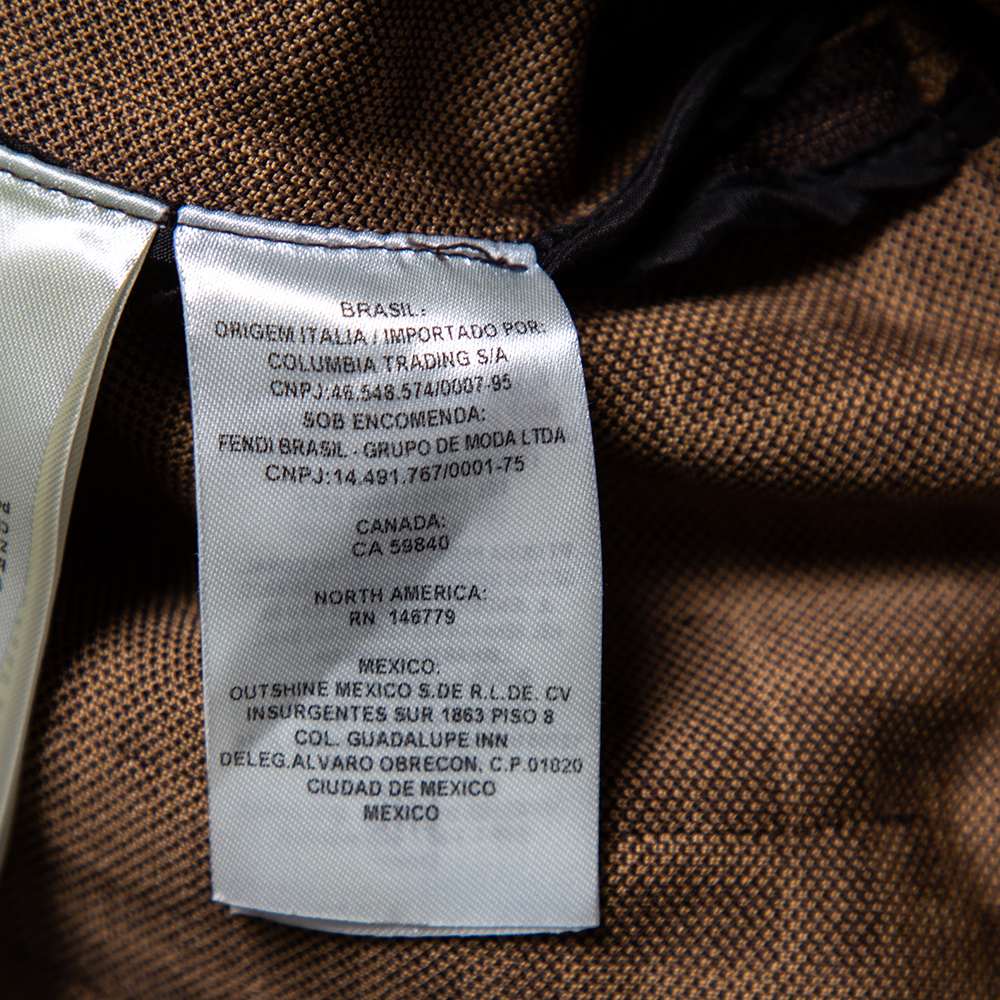 BRASIL:
ORIGEM ITALIA / IMPORTADO POR:
COLUMBIA TRADING S/A
CNPJ:46.548.574/0007-95
SOB ENCOMENDA:
FENDI BRASIL - GRUPO DE MODA LTDA
CNPJ:14.491.767/0001-75
CANADA:
CA 59840
NORTH AMERICA:
RN 146779
MEXICO:
OUTSHINE MEXICO S.DE R.L.DE. CV
INSURGENTES SUR 1863 PISO 8
COL. GUADALUPE INN
DELEG.ALVARO OBRECON, C.P.01020
CIUDAD DE MEXICO
MEXICO